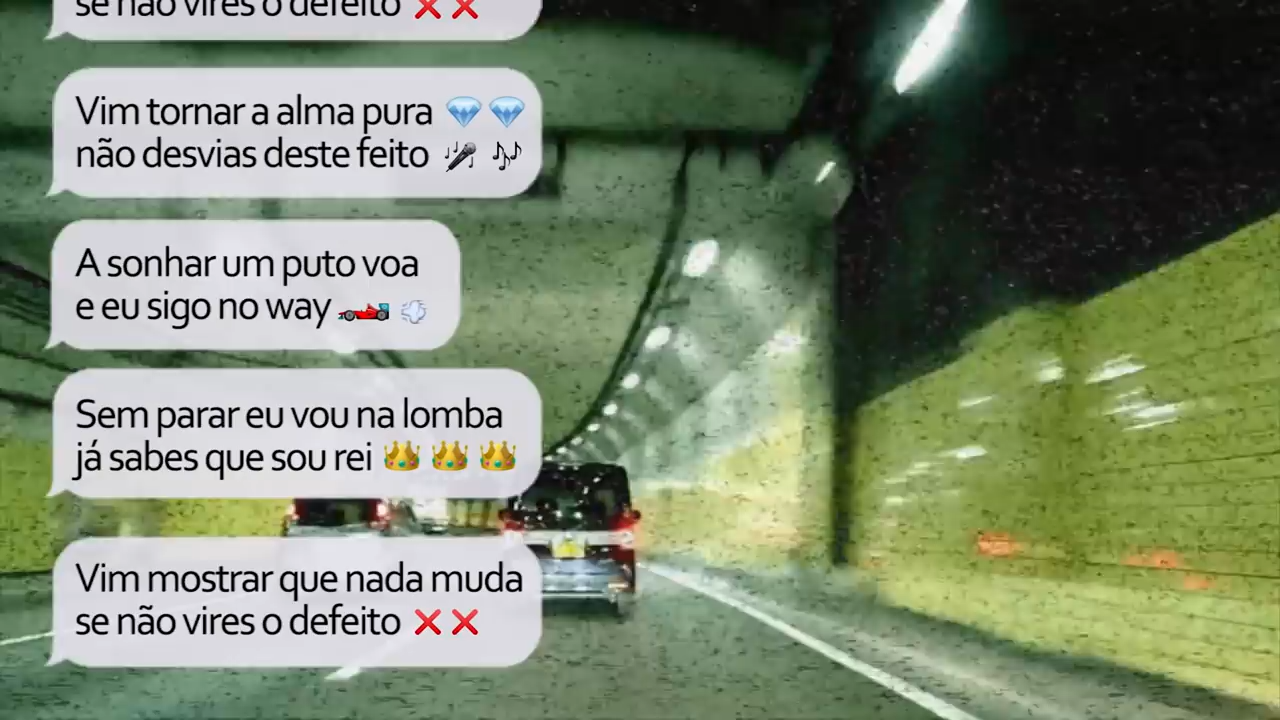 se não vires o defeito ❌ ❌
Vim tornar a alma pura 💎💎
não desvias deste feito 🎤 🎶
A sonhar um puto voa
e eu sigo no way 🏎️ 💨
Sem parar eu vou na lomba
já sabes que sou rei 👑 👑 👑
Vim mostrar que nada muda
se não vires o defeito ❌ ❌